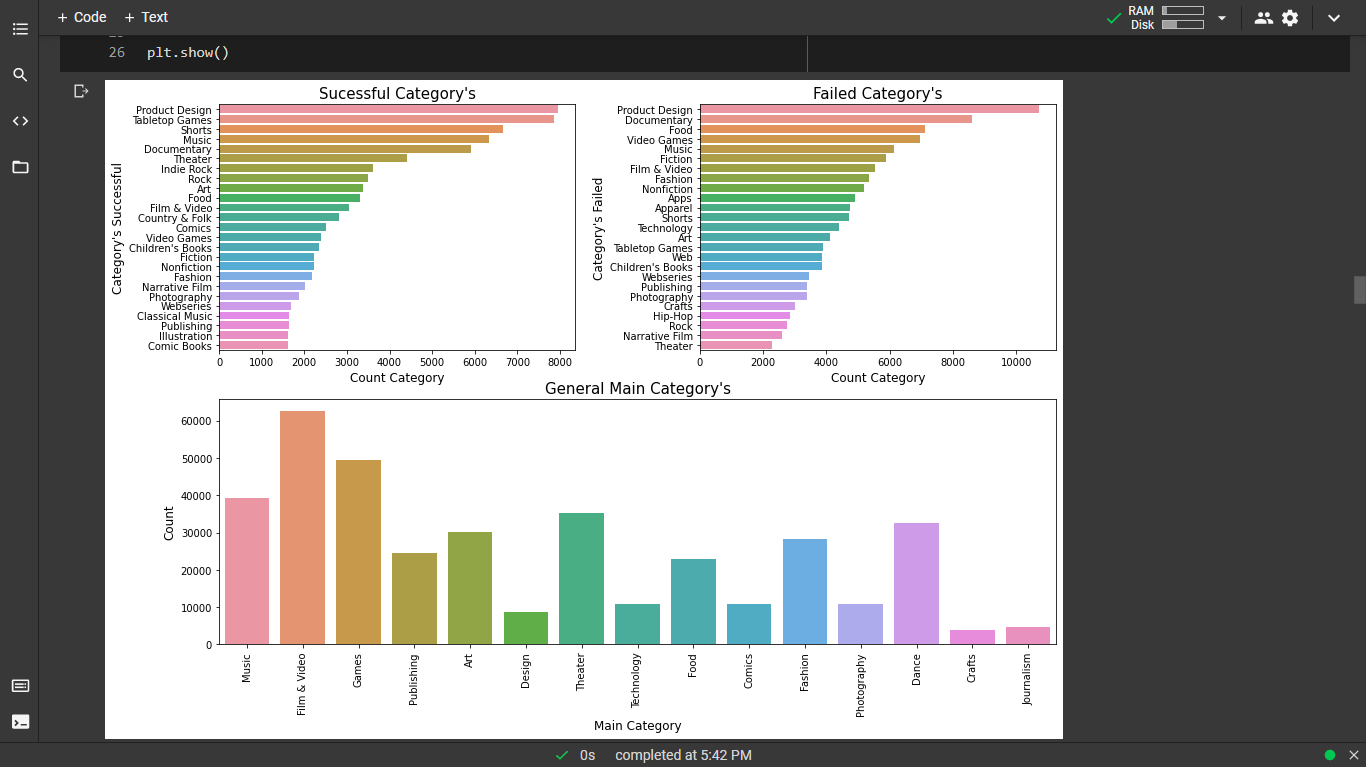 + Code + Text
RAM
Disk
26 plt.show()
Sucessful Category's
Category's Successful
Product Design
Tabletop Games
Shorts
Music
Documentary
Theater
Indie Rock
Rock
Art
Food
Film & Video
Country & Folk
Comics
Video Games
Children's Books
Fiction
Nonfiction
Fashion
Narrative Film
Photography
Webseries
Classical Music
Publishing
Illustration
Comic Books
0 1000 2000 3000 4000 5000 6000 7000 8000
Count Category
Failed Category's
Category's Failed
Product Design
Documentary
Food
Video Games
Music
Fiction
Film & Video
Fashion
Nonfiction
Apps
Apparel
Shorts
Technology
Art
Tabletop Games
Web
Children's Books
Webseries
Publishing
Photography
Crafts
Hip-Hop
Rock
Narrative Film
Theater
0 2000 4000 6000 8000 10000
Count Category
General Main Category's
Count
60000
50000
40000
30000
20000
10000
0
Music
Film & Video
Games
Publishing
Art
Design
Theater
Technology
Food
Comics
Fashion
Photography
Dance
Crafts
Journalism
Main Category
0s completed at 5:42 PM